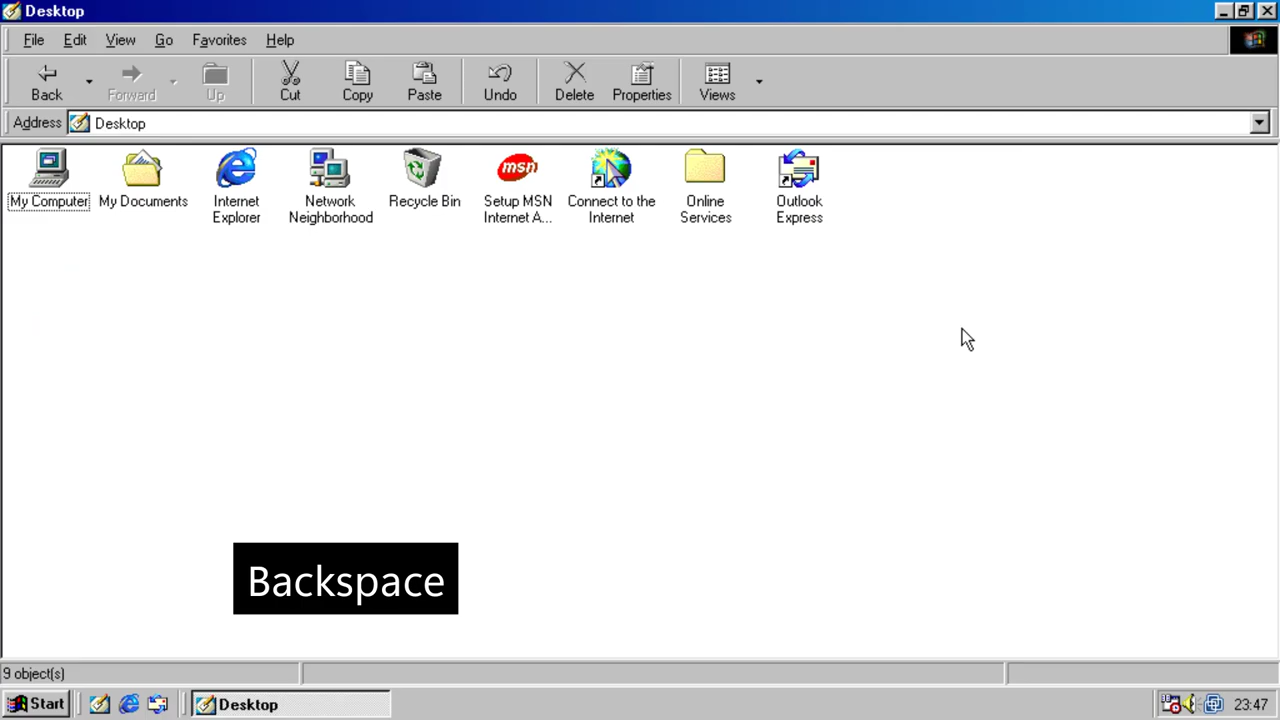 Desktop
File Edit View Go Favorites Help
Back Forward Up Cut Copy Paste Undo Delete Properties Views
Address Desktop
My Computer
My Documents
Internet
Explorer
Network
Neighborhood
Recycle Bin
msn
Setup MSN
Internet A...
Connect to the
Internet
Online
Services
Outlook
Express
Backspace
9 object(s)
Start Desktop 23:47